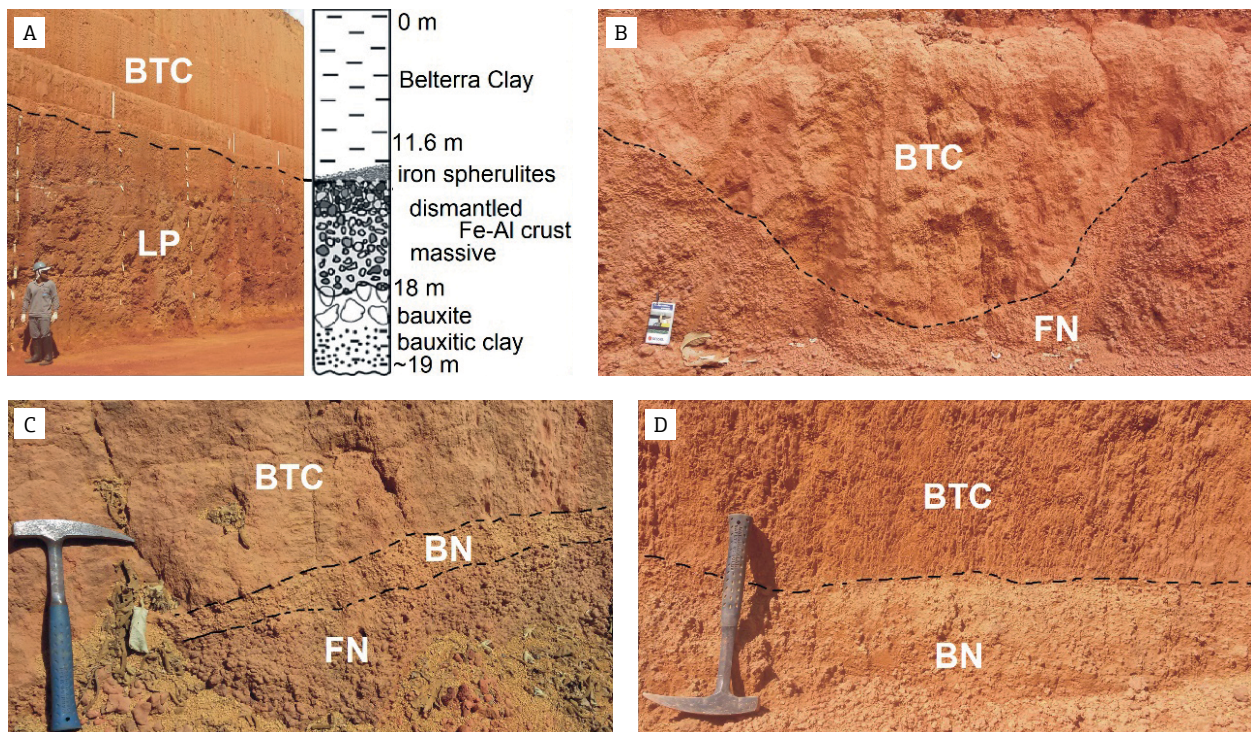 A
BTC
LP
0 m
Belterra Clay
11.6 m
iron spherulites
dismantled
Fe-Al crust
massive
18 m
bauxite
bauxitic clay
~19 m
B
BTC
FN
C
BTC
BN
FN
D
BTC
BN